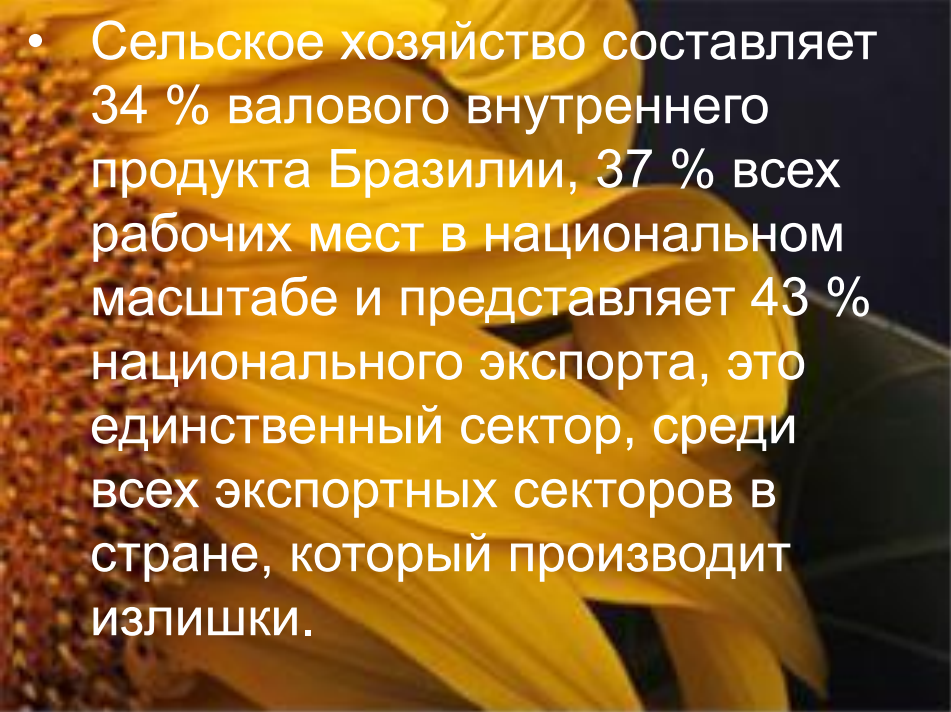 • Сельское хозяйство составляет
34 % валового внутреннего
продукта Бразилии, 37 % всех
рабочих мест в национальном
масштабе и представляет 43 %
национального экспорта, это
единственный сектор, среди
всех экспортных секторов в
стране, который производит
излишки.